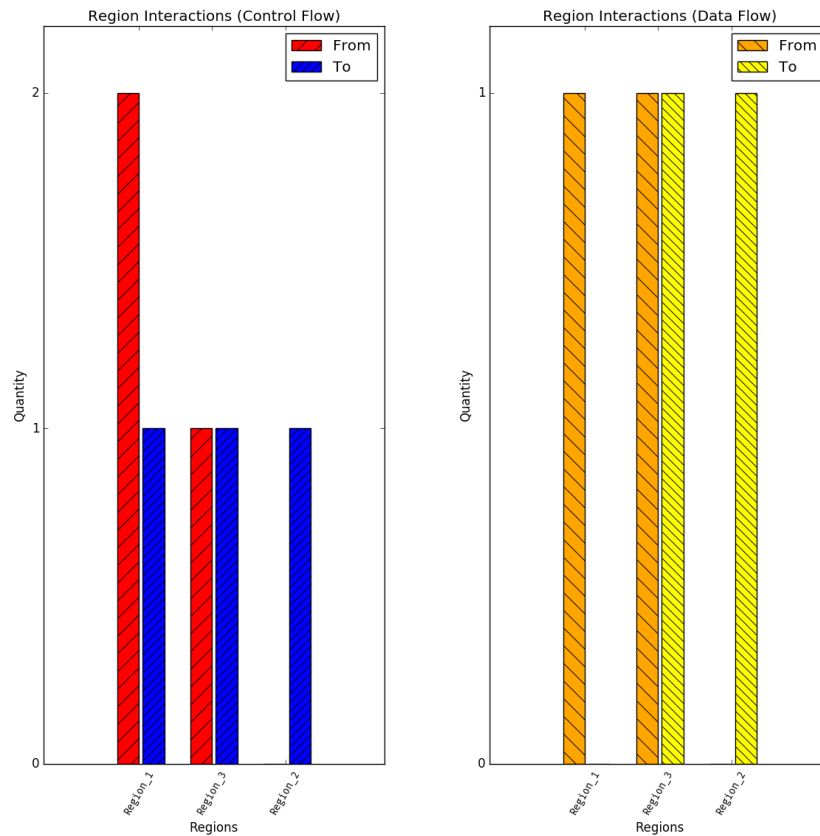 Region Interactions (Control Flow)
From
To
2
1
0
Quantity
Region_1
Region_3
Region_2
Regions
Region Interactions (Data Flow)
From
To
1
0
Quantity
Region_1
Region_3
Region_2
Regions